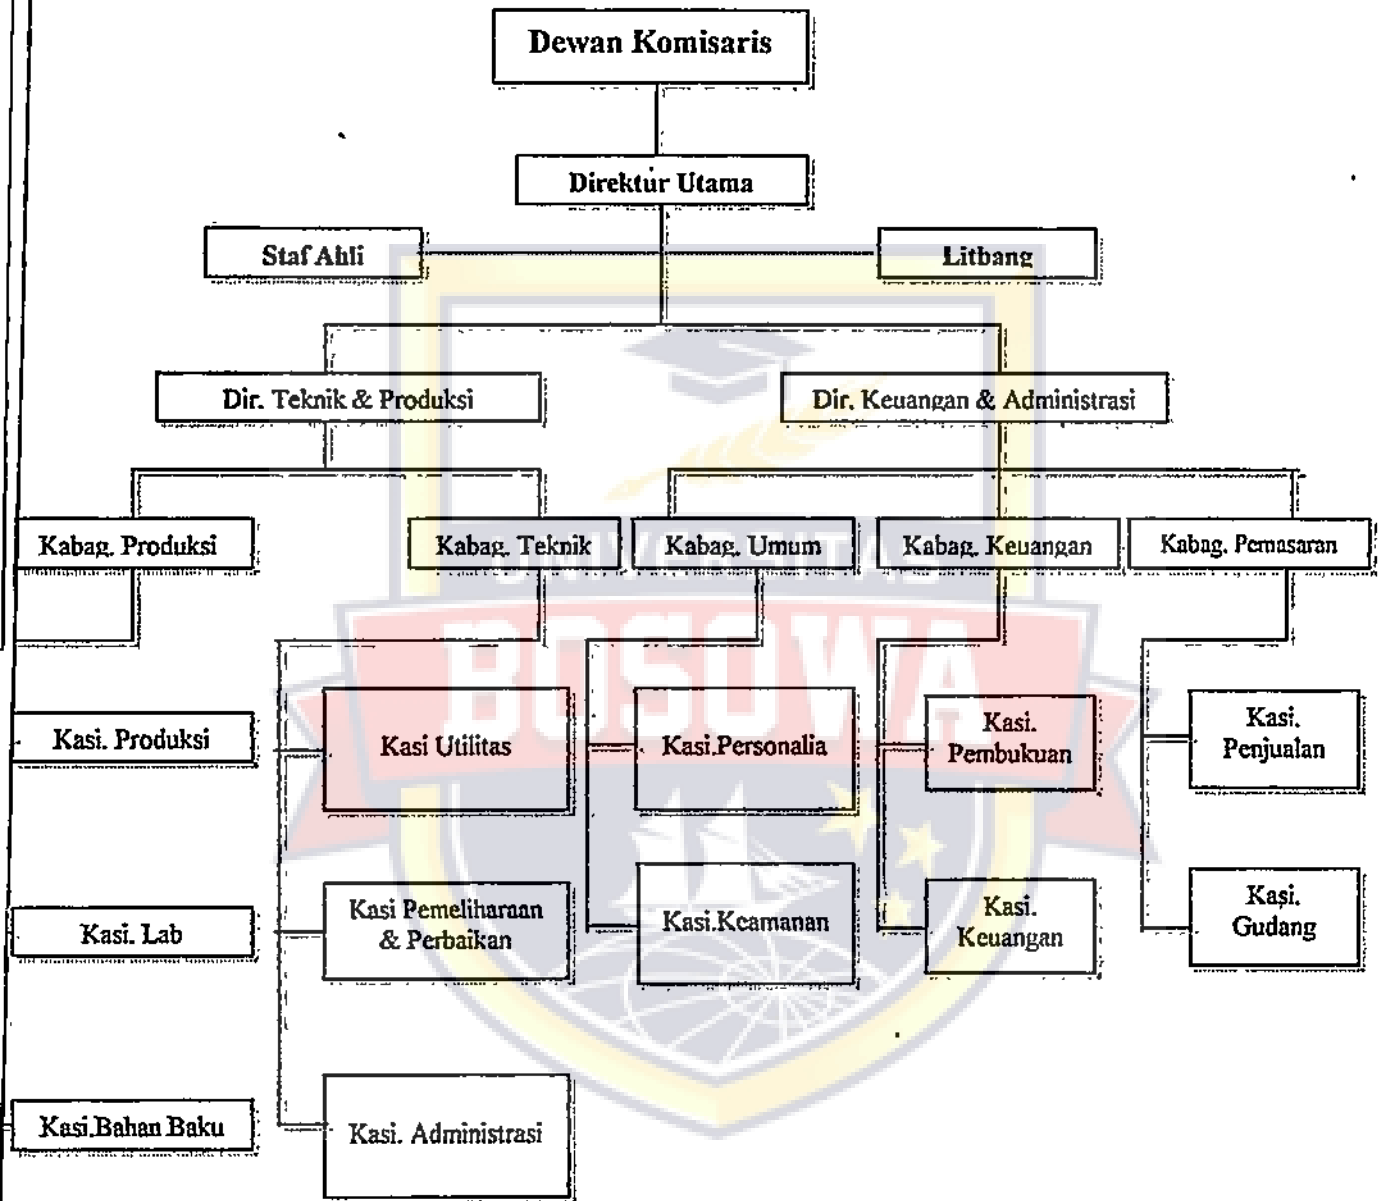 Dewan Komisaris
Direktur Utama
Staf Ahli
Litbang
Dir. Teknik & Produksi
Dir. Keuangan & Administrasi
Kabag. Produksi
Kabag. Teknik
Kabag. Umum
Kabag. Keuangan
Kabag. Pemasaran
UNIVERSITAS
BOSOWA
Kasi. Produksi
Kasi Utilitas
Kasi.Personalia
Kasi.
Pembukuan
Kasi.
Penjualan
Kasi. Lab
Kasi Pemeliharaan
& Perbaikan
Kasi.Keamanan
Kasi.
Keuangan
Kasi.
Gudang
Kasi.Bahan Baku
Kasi. Administrasi